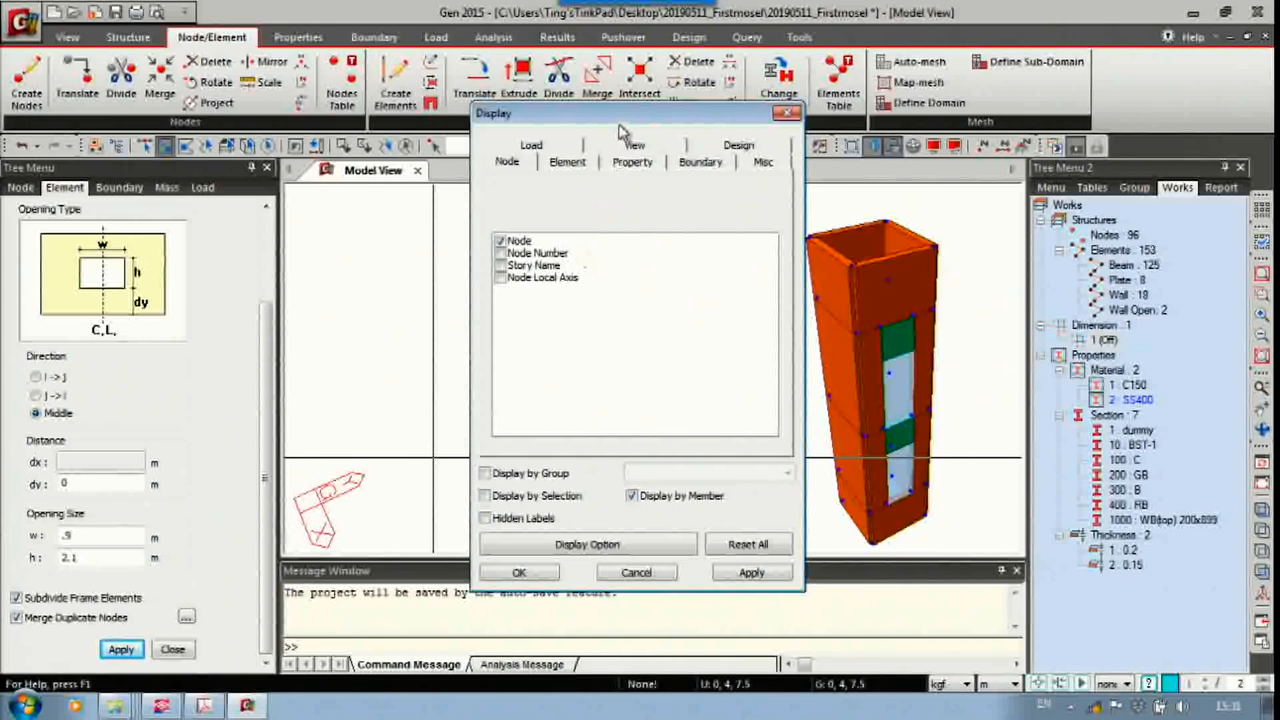 Gen 2015 - [C:\Users\Ting'sTinkPad\Desktop\20190511_Firstmosel\20190511_Firstmosel *] - [Model View]
View Structure Node/Element Properties Boundary Load Analysis Results Pushover Design Query Tools Help
Create Nodes
Translate
Divide
Merge
Delete
Rotate
Project
Mirror
Scale
Nodes Table
Create Elements
Translate
Extrude
Divide
Merge
Intersect
Delete
Rotate
Change
Elements Table
Auto-mesh
Map-mesh
Define Domain
Define Sub-Domain
Nodes
Mesh
Tree Menu
Node Element Boundary Mass Load
Opening Type
w
h
dy
C.L.
Direction
I -> J
J -> I
Middle
Distance
dx : m
dy : 0 m
Opening Size
w : .9 m
h : 2.1 m
Subdivide Frame Elements
Merge Duplicate Nodes
...
Apply Close
Model View
Display
Load View Design
Node Element Property Boundary Misc
Node
Node Number
Story Name
Node Local Axis
Display by Group
Display by Selection
Display by Member
Hidden Labels
Display Option Reset All
OK Cancel Apply
Message Window
The project will be saved by the auto-save feature.
>>
Command Message Analysis Message
Tree Menu 2
Menu Tables Group Works Report
Works
Structures
Nodes : 96
Elements : 153
Beam : 125
Plate : 8
Wall : 18
Wall Open: 2
Dimension : 1
1 (Off)
Properties
Material : 2
1 : C150
2 : SS400
Section : 7
1 : dummy
10 : BST-1
100 : C
200 : GB
300 : B
400 : RB
1000 : WB(top) 200x899
Thickness : 2
1 : 0.2
2 : 0.15
For Help, press F1
None!
U: 0, 4, 7.5
G: 0, 4, 7.5
kgf
m
none
?
1 / 2
EN
15:31